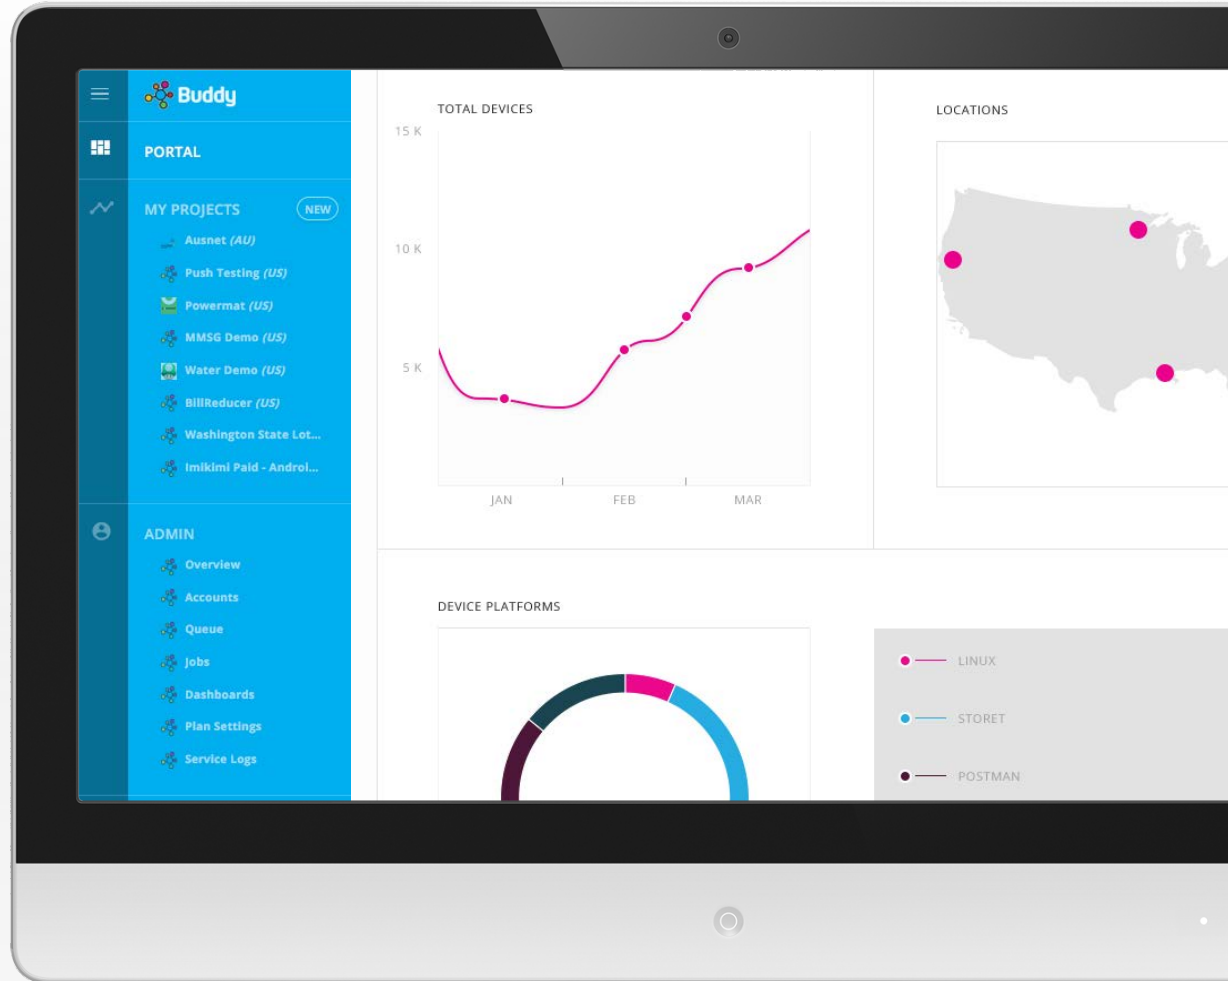 Buddy
PORTAL
MY PROJECTS
NEW
Ausnet (AU)
Push Testing (US)
Powermat (US)
MMSG Demo (US)
Water Demo (US)
BillReducer (US)
Washington State Lot...
Imikimi Paid - Androi...
ADMIN
Overview
Accounts
Queue
Jobs
Dashboards
Plan Settings
Service Logs
TOTAL DEVICES
15 K
10 K
5 K
JAN
FEB
MAR
LOCATIONS
DEVICE PLATFORMS
LINUX
STORET
POSTMAN